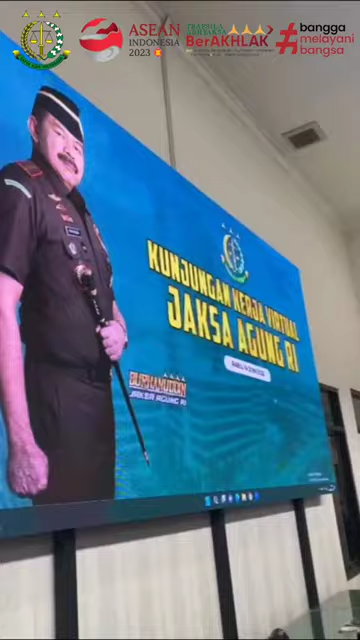 ASEAN
INDONESIA
2023
BerAKHLAK
#bangga
melayani
bangsa
KUNJUNGAN KERJA VIRTUAL
JAKSA AGUNG RI
BURHANUDDIN
JAKSA AGUNG RI